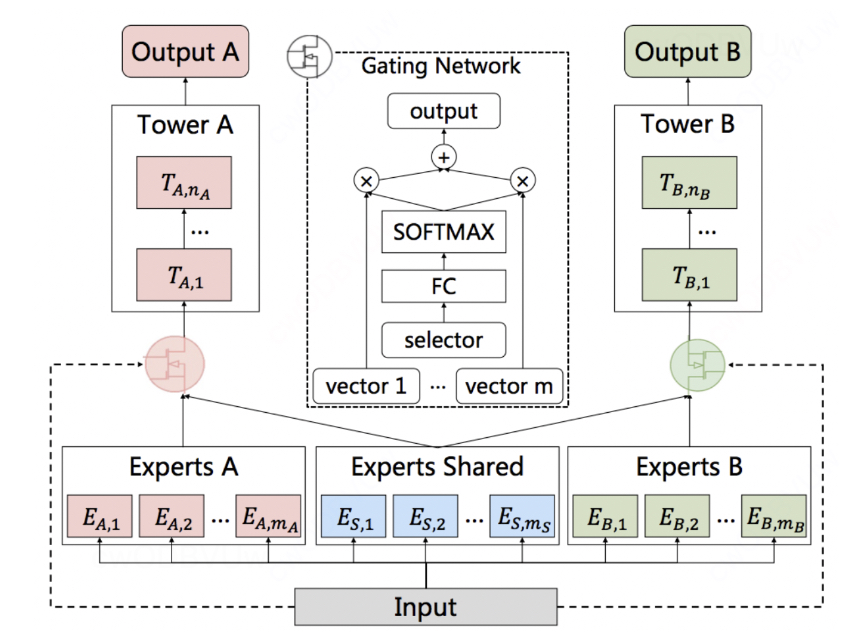 Output A
Output B
Gating Network
output
+
×
×
SOFTMAX
FC
selector
vector 1 ... vector m
Tower A
T_{A,n_A}
...
T_{A,1}
Tower B
T_{B,n_B}
...
T_{B,1}
Experts A
E_{A,1} E_{A,2} ... E_{A,m_A}
Experts Shared
E_{S,1} E_{S,2} ... E_{S,m_S}
Experts B
E_{B,1} E_{B,2} ... E_{B,m_B}
Input